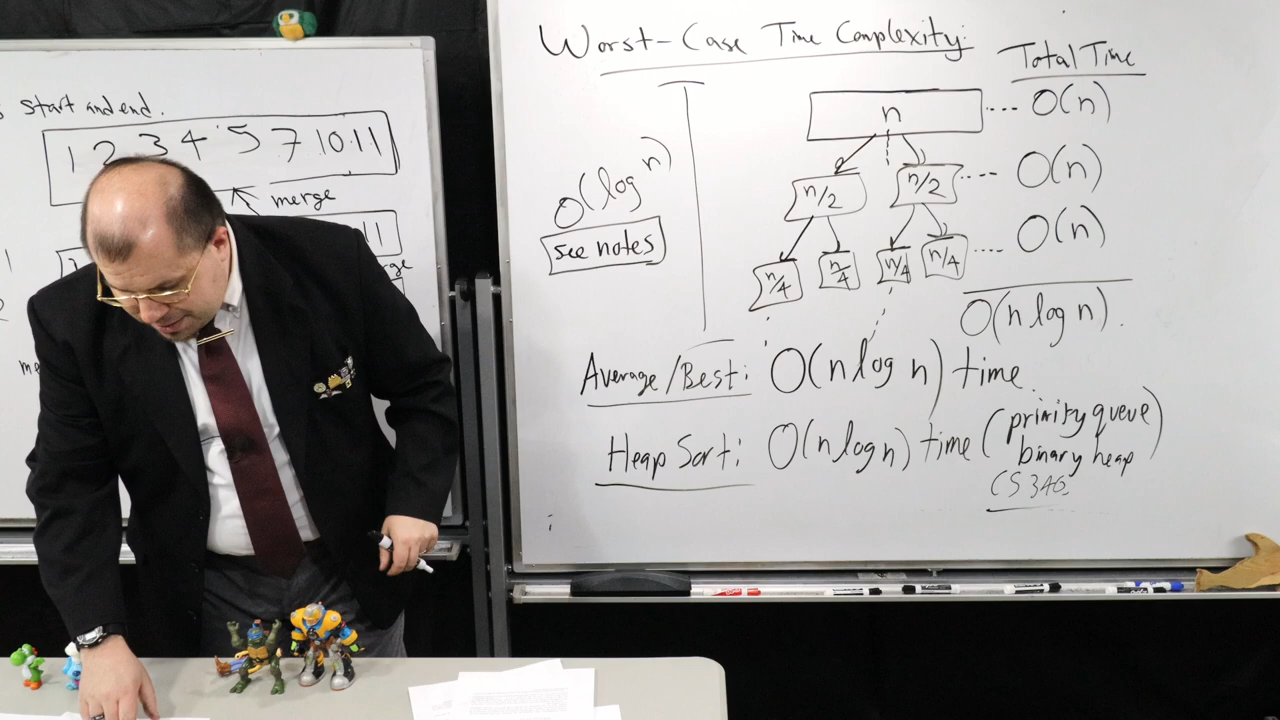 s start and end.
1 2 3 4 5 7 10 11
merge
11
Worst-Case Time Complexity:
Total Time
n .... O(n)
O(log n)
n/2 n/2 .... O(n)
see notes
n/4 n/4 n/4 n/4 .... O(n)
O(n log n).
Average/Best: O(n log n) time.
Heap Sort: O(n log n) time (priority queue
binary heap)
CS 340.